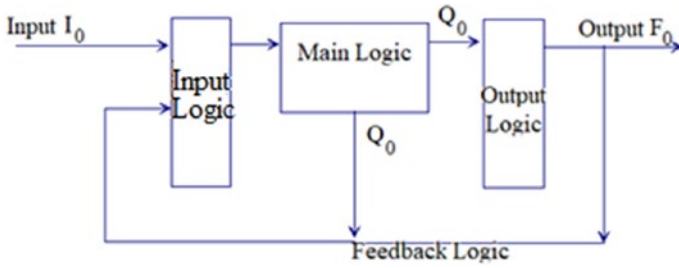 Input I₀
Input
Logic
Main Logic
Q₀
Q₀
Output
Logic
Output F₀
Feedback Logic